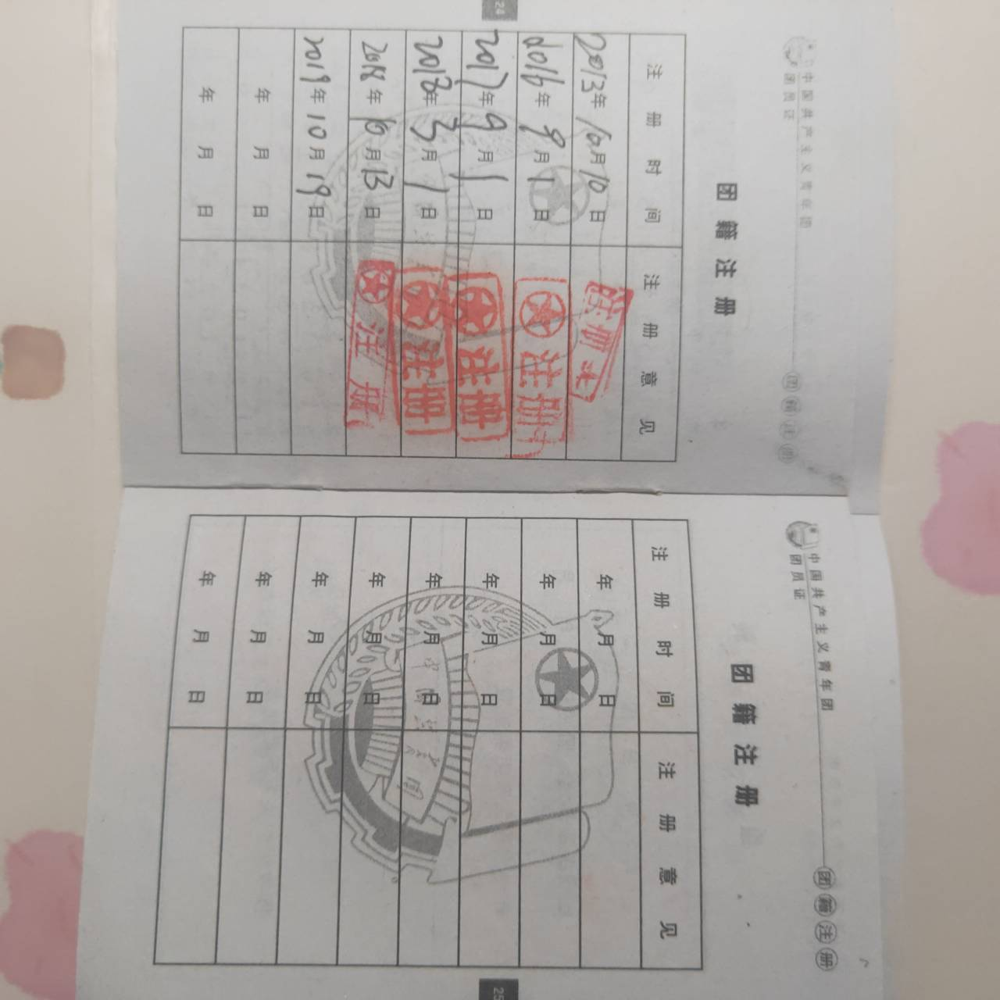 中国共产主义青年团
团员证
团籍注册
团籍注册
注册时间 注册意见
2013年10月10日 注册
2016年9月1日 注册
2017年9月1日 注册
2018年3月1日 注册
2018年10月13日 注册
2019年10月19日
年 月 日
年 月 日
24
中国共产主义青年团
团员证
团籍注册
团籍注册
注册时间 注册意见
年 月 日
年 月 日
年 月 日
年 月 日
年 月 日
年 月 日
年 月 日
年 月 日
中国共青团
25